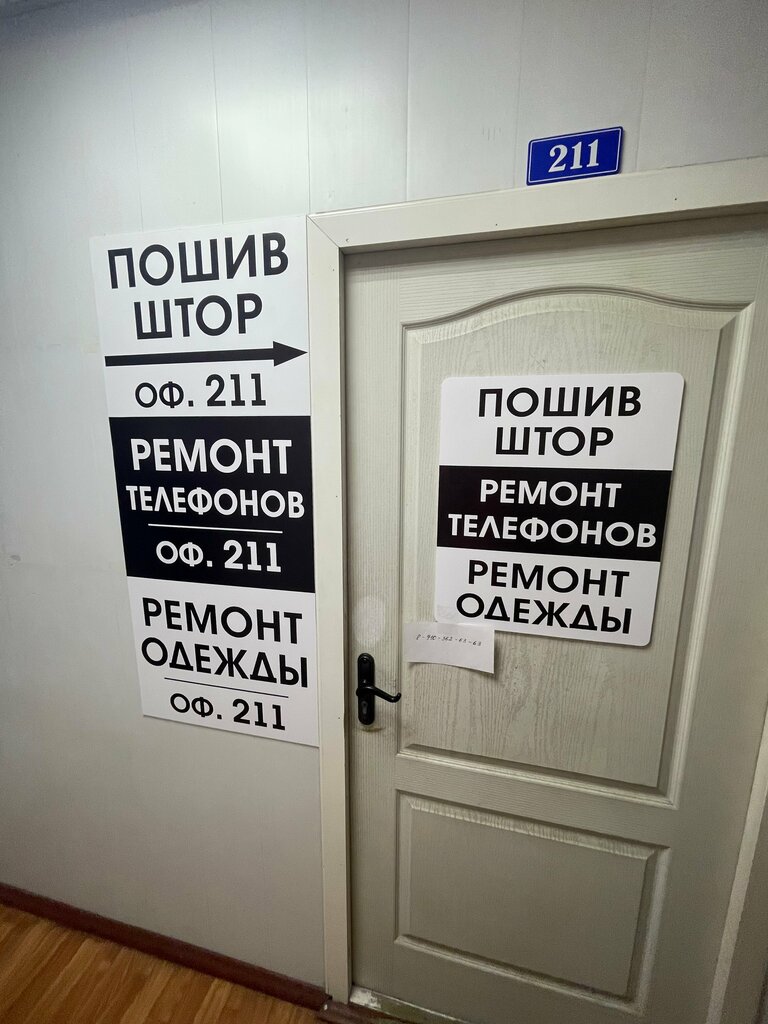 211
ПОШИВ
ШТОР
ОФ. 211
РЕМОНТ
ТЕЛЕФОНОВ
ОФ. 211
РЕМОНТ
ОДЕЖДЫ
ОФ. 211
ПОШИВ
ШТОР
РЕМОНТ
ТЕЛЕФОНОВ
РЕМОНТ
ОДЕЖДЫ